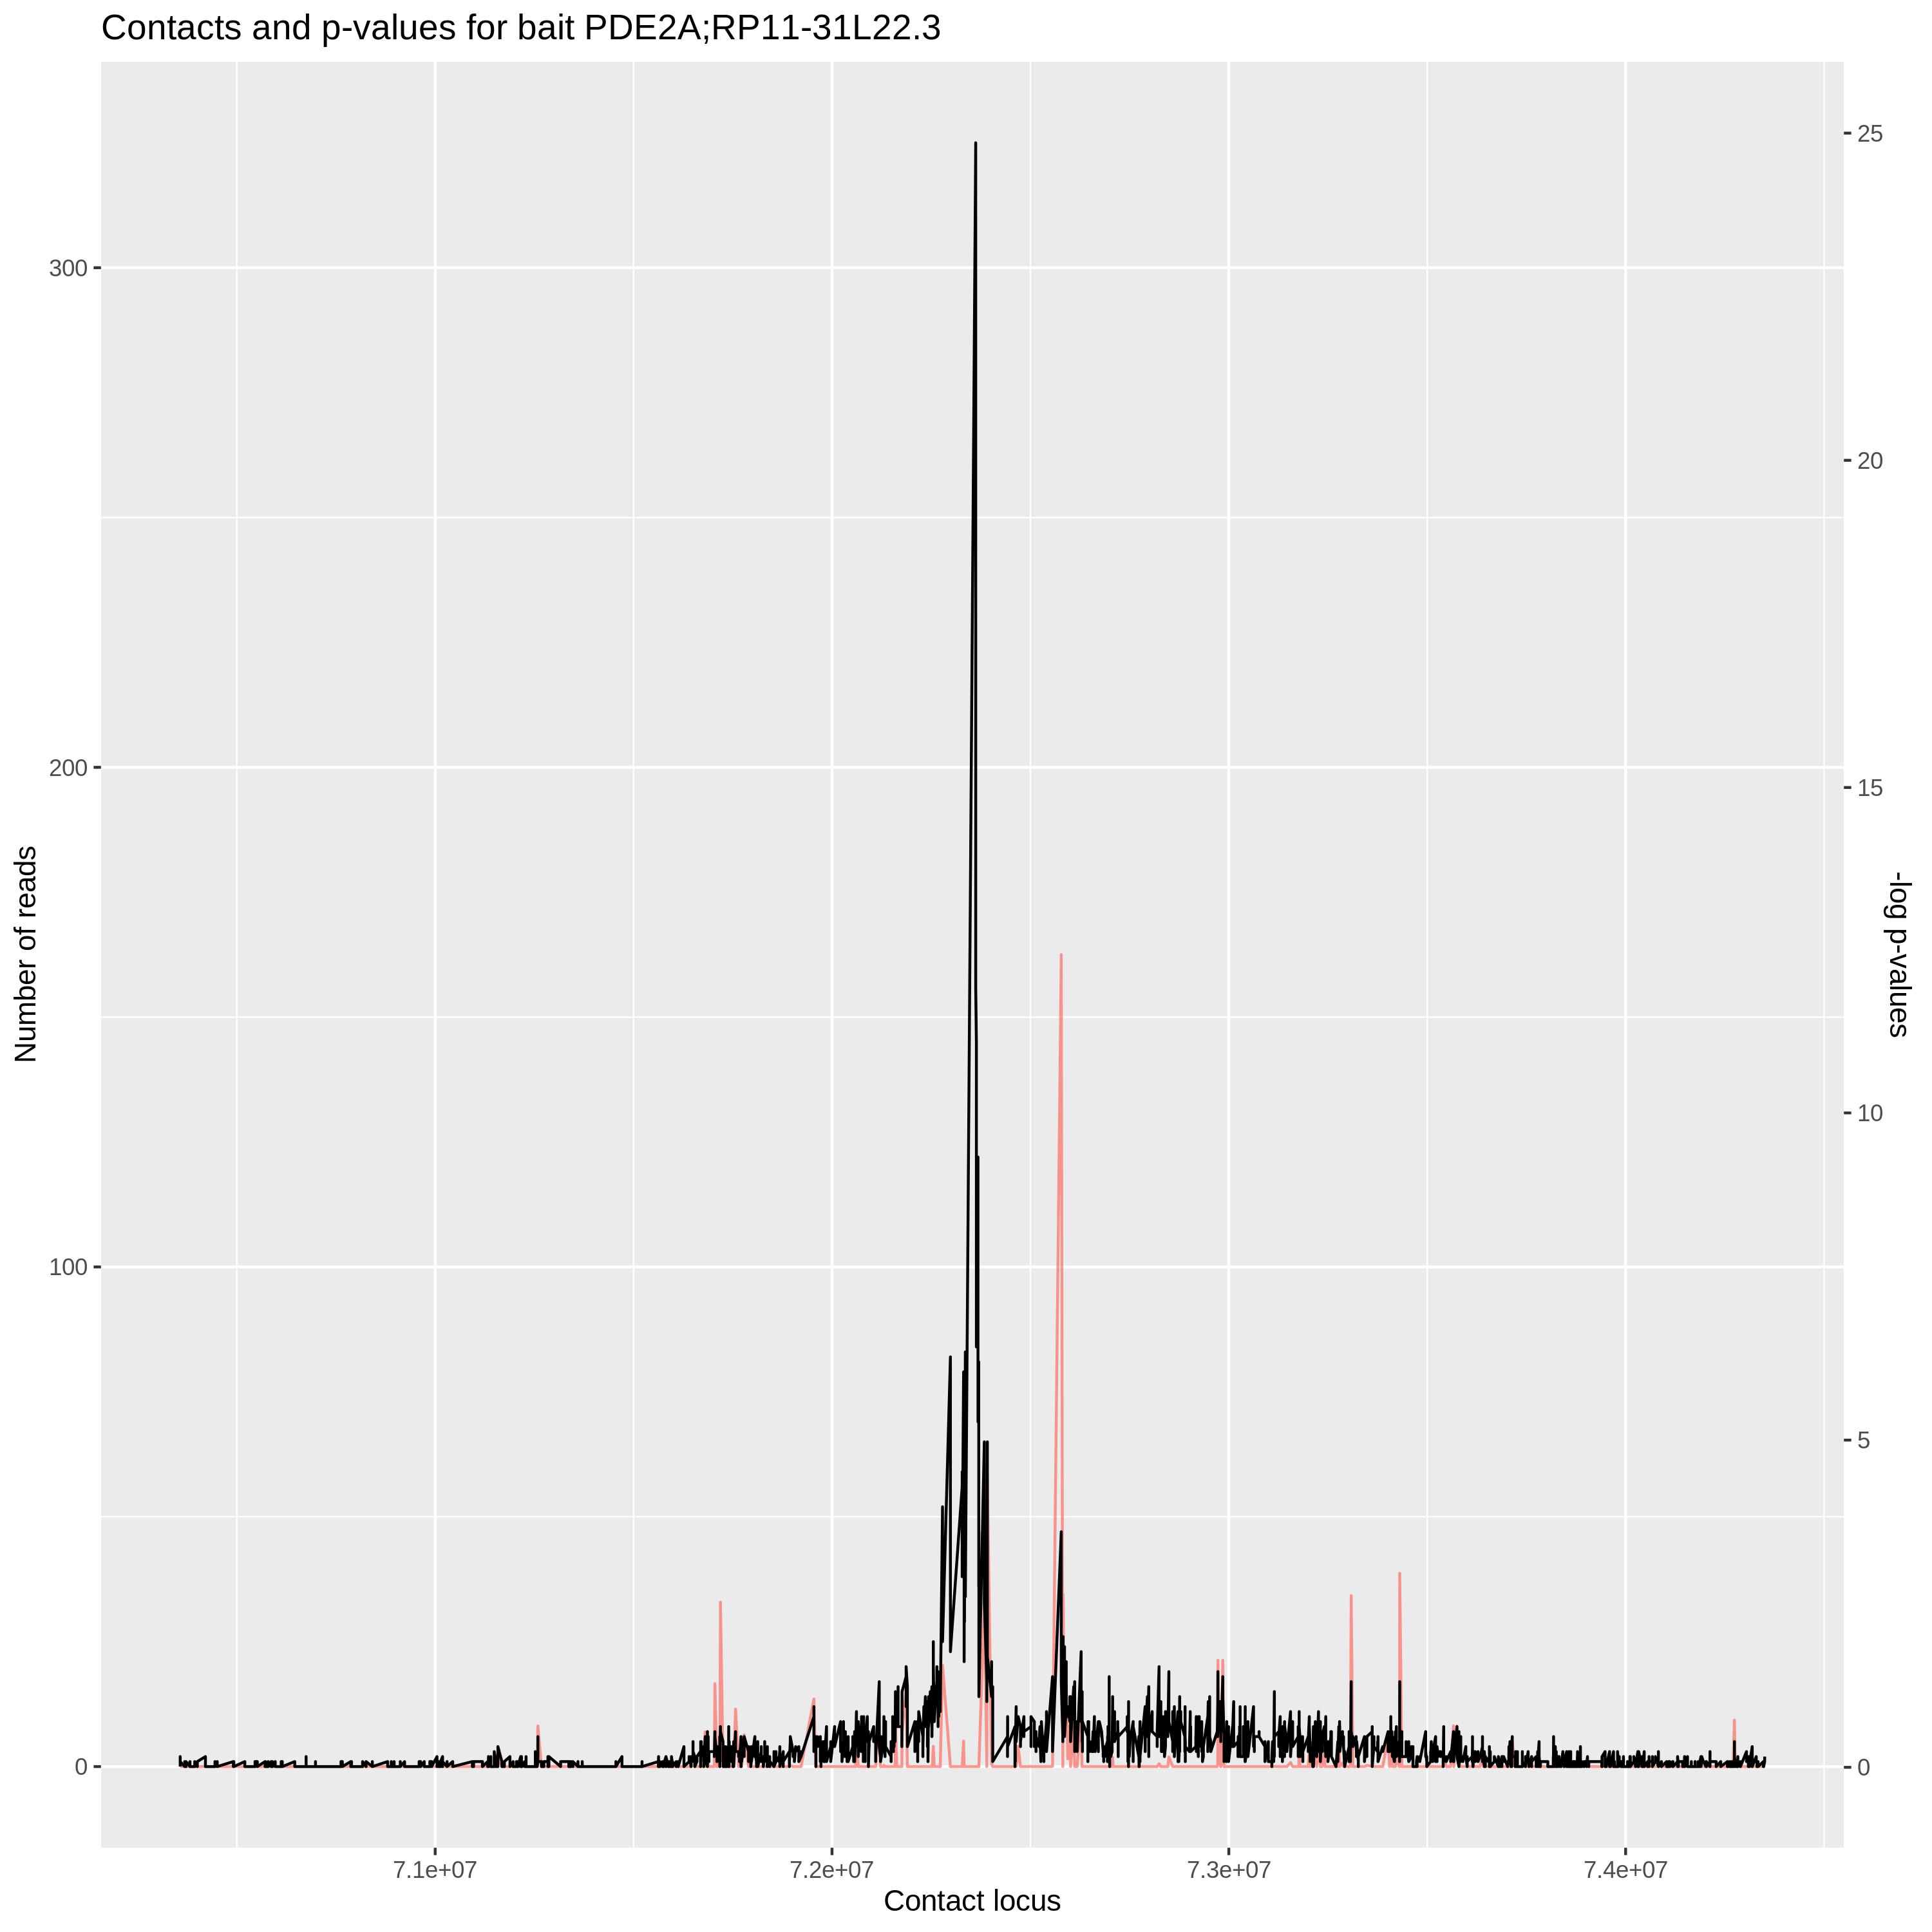 Contacts and p-values for bait PDE2A;RP11-31L22.3
Number of reads
300
200
100
0
25
20
15
10
5
0
-log p-values
7.1e+07
7.2e+07
7.3e+07
7.4e+07
Contact locus